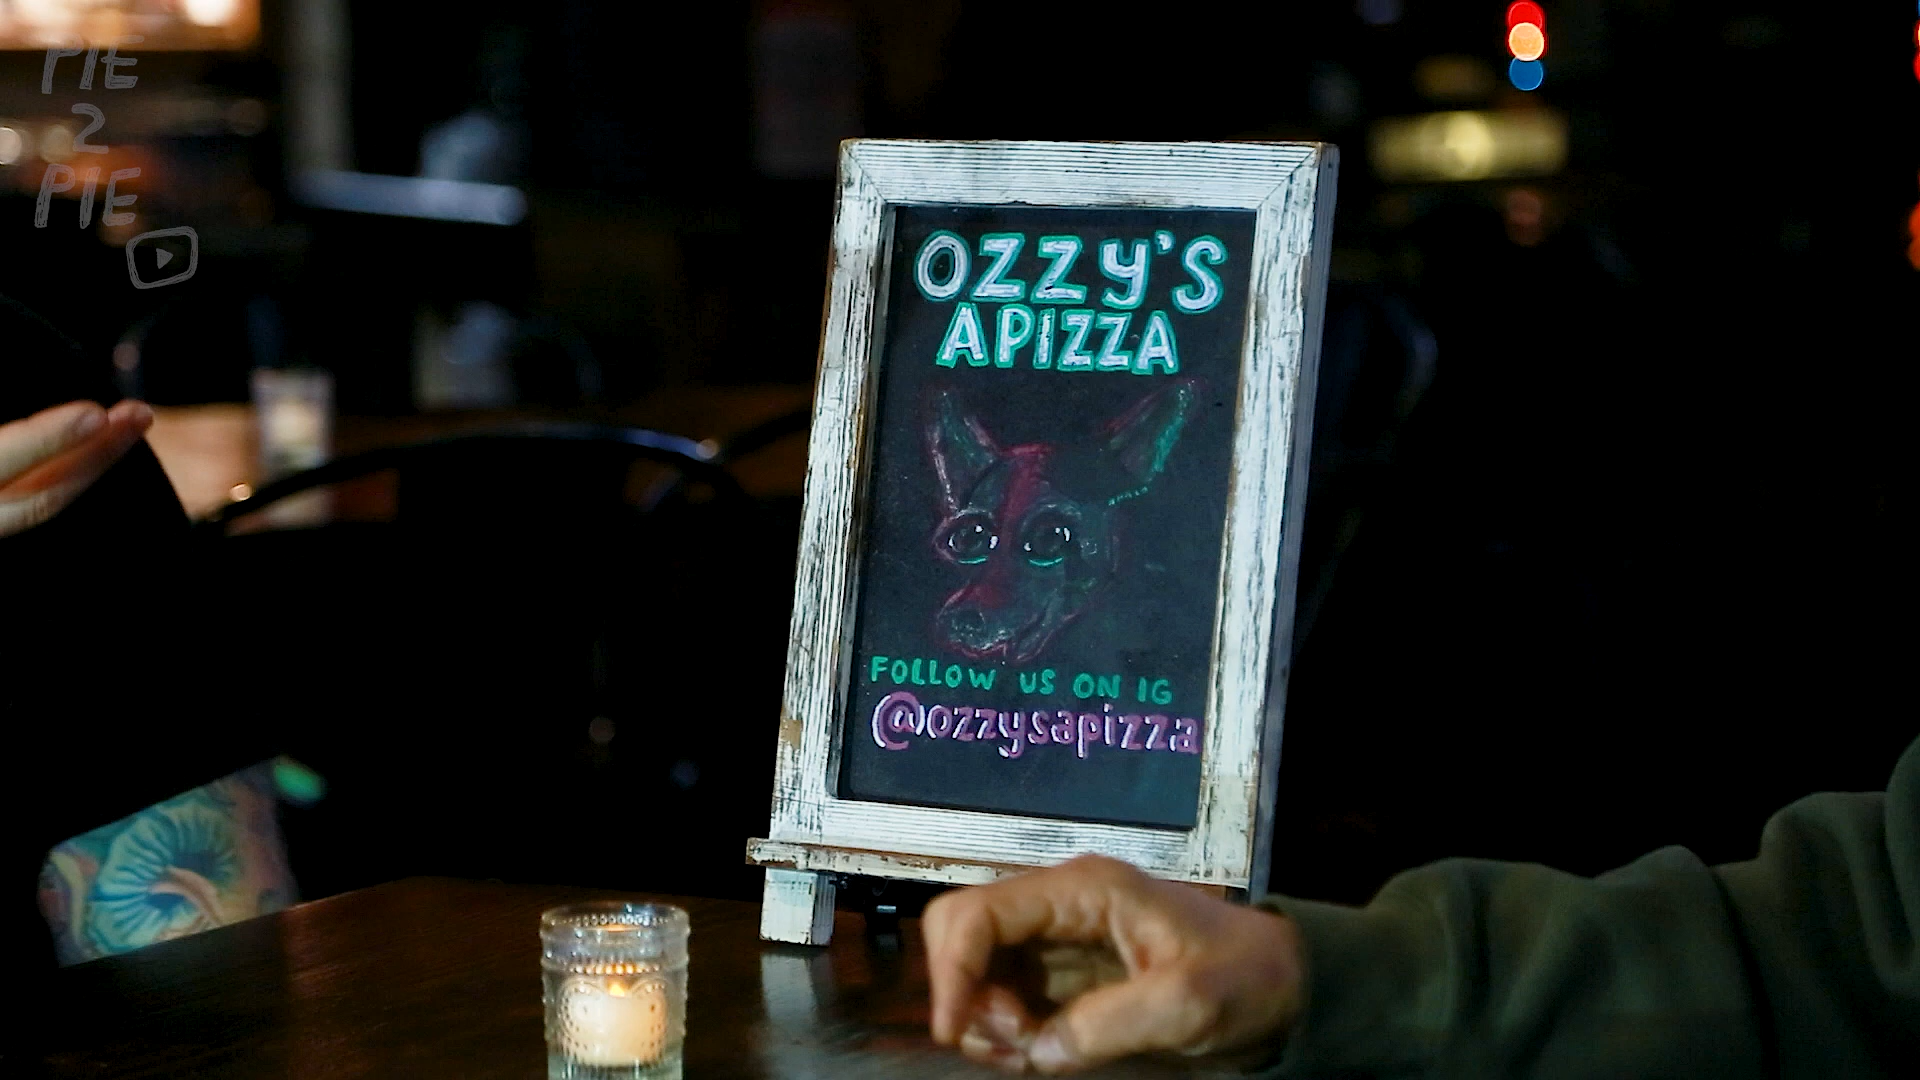 PIE
2
PIE
OZZY'S
APIZZA
FOLLOW US ON IG
@ozzysapizza